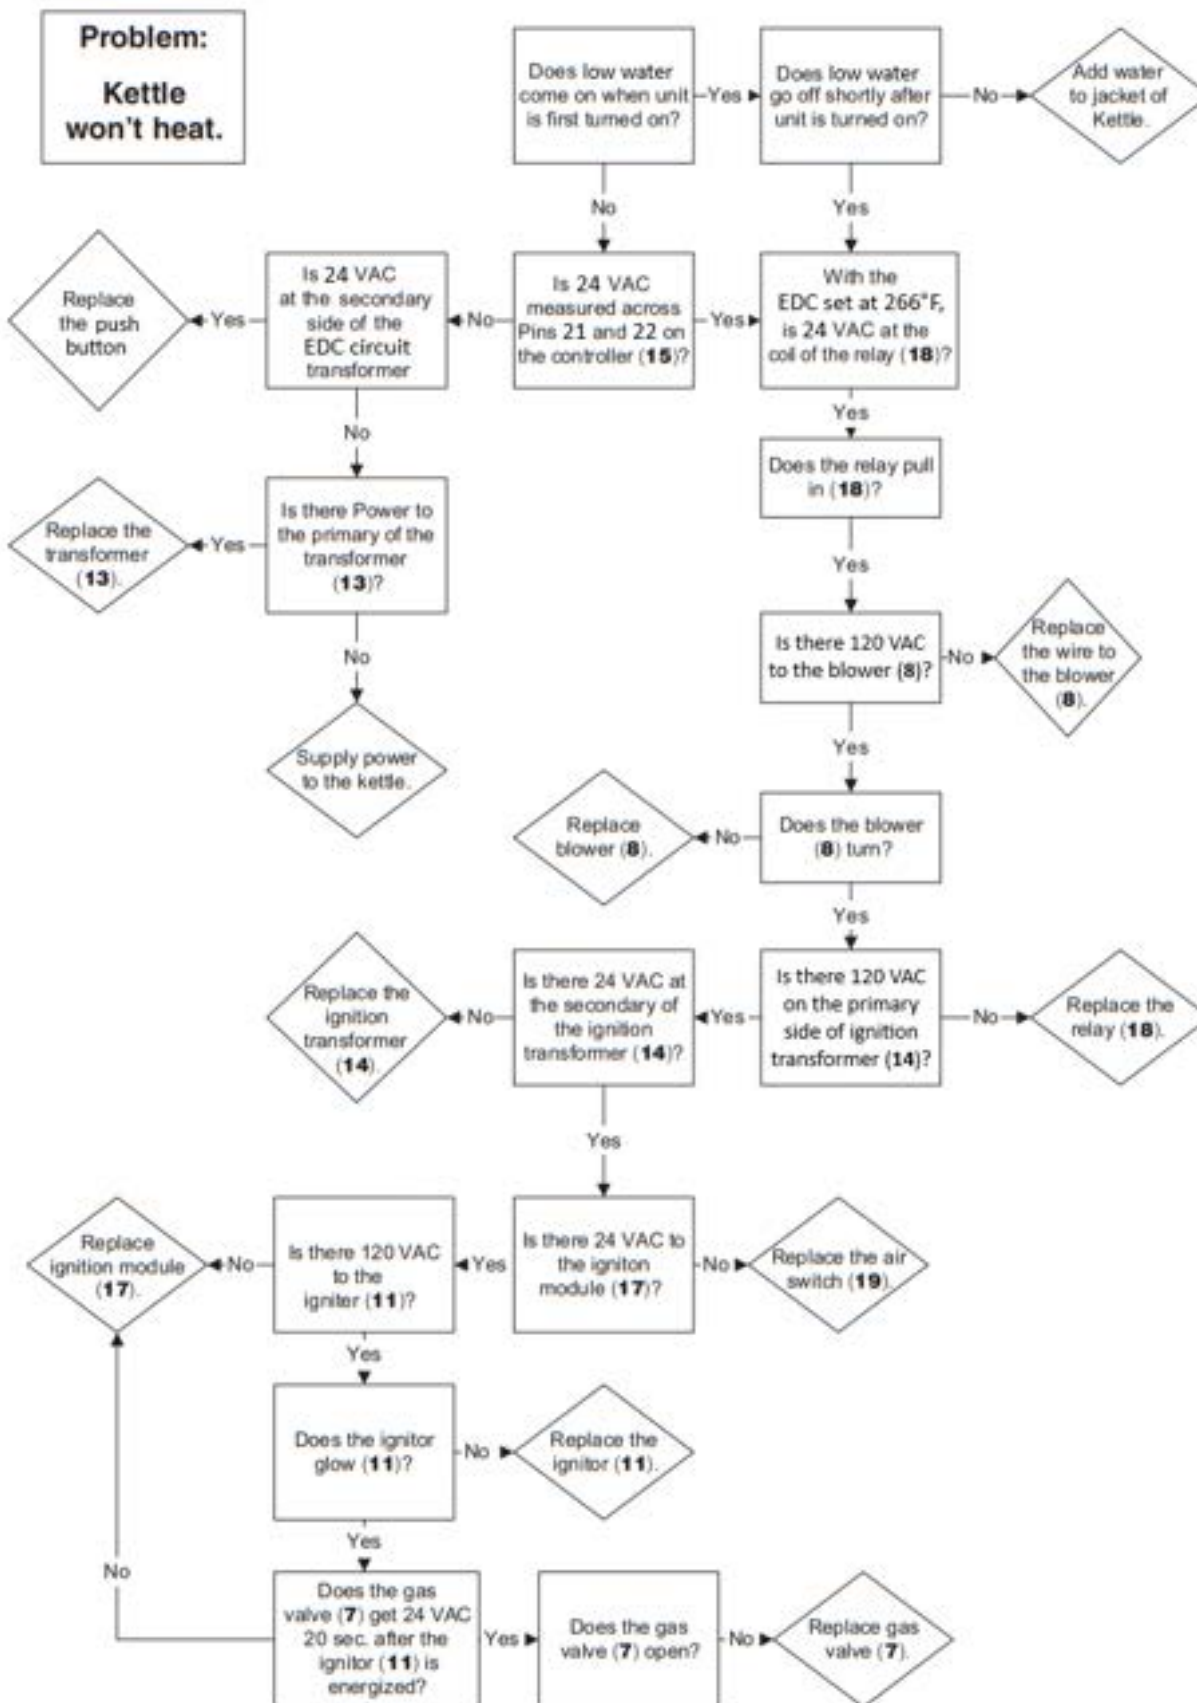 Problem:
Kettle
won't heat.
Does low water
come on when unit
is first turned on?
Yes
Does low water
go off shortly after
unit is turned on?
No
Add water
to jacket of
Kettle.
No
Yes
Replace
the push
button
Yes
Is 24 VAC
at the secondary
side of the
EDC circuit
transformer
No
Is 24 VAC
measured across
Pins 21 and 22 on
the controller (15)?
Yes
With the
EDC set at 266°F,
is 24 VAC at the
coil of the relay (18)?
No
Yes
Does the relay pull
in (18)?
Replace the
transformer
(13).
Yes
Is there Power to
the primary of the
transformer
(13)?
Yes
No
Is there 120 VAC
to the blower (8)?
No
Replace
the wire to
the blower
(8).
Supply power
to the kettle.
Yes
Replace
blower (8).
No
Does the blower
(8) turn?
Yes
Replace the
ignition
transformer
(14).
No
Is there 24 VAC at
the secondary of
the ignition
transformer (14)?
Yes
Is there 120 VAC
on the primary
side of ignition
transformer (14)?
No
Replace the
relay (18).
Yes
Replace
ignition module
(17).
No
Is there 120 VAC
to the
igniter (11)?
Yes
Is there 24 VAC to
the igniton
module (17)?
No
Replace the air
switch (19).
Yes
Does the ignitor
glow (11)?
No
Replace the
ignitor (11).
Yes
No
Does the gas
valve (7) get 24 VAC
20 sec. after the
ignitor (11) is
energized?
Yes
Does the gas
valve (7) open?
No
Replace gas
valve (7).